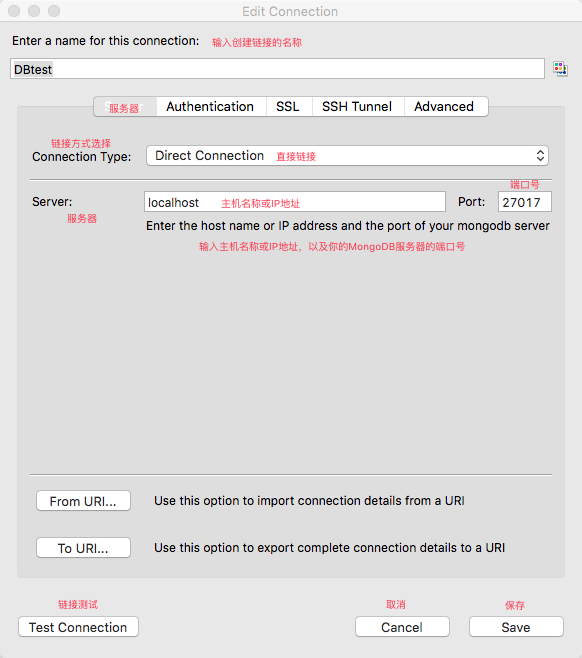 Edit Connection
Enter a name for this connection: 输入创建链接的名称
DBtest
服务器 Authentication SSL SSH Tunnel Advanced
链接方式选择
Connection Type: Direct Connection 直接链接
端口号
Server: localhost 主机名称或IP地址 Port: 27017
服务器
Enter the host name or IP address and the port of your mongodb server
输入主机名称或IP地址，以及你的MongoDB服务器的端口号
From URI... Use this option to import connection details from a URI
To URI... Use this option to export complete connection details to a URI
链接测试 取消 保存
Test Connection Cancel Save